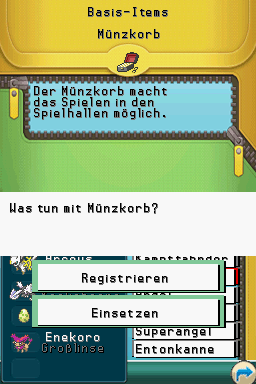 Basis-Items
Münzkorb
Der Münzkorb macht
das Spielen in den
Spielhallen möglich.
Was tun mit Münzkorb?
Registrieren
Einsetzen
Superangel
Enekoro
Großlinse
Entonkanne